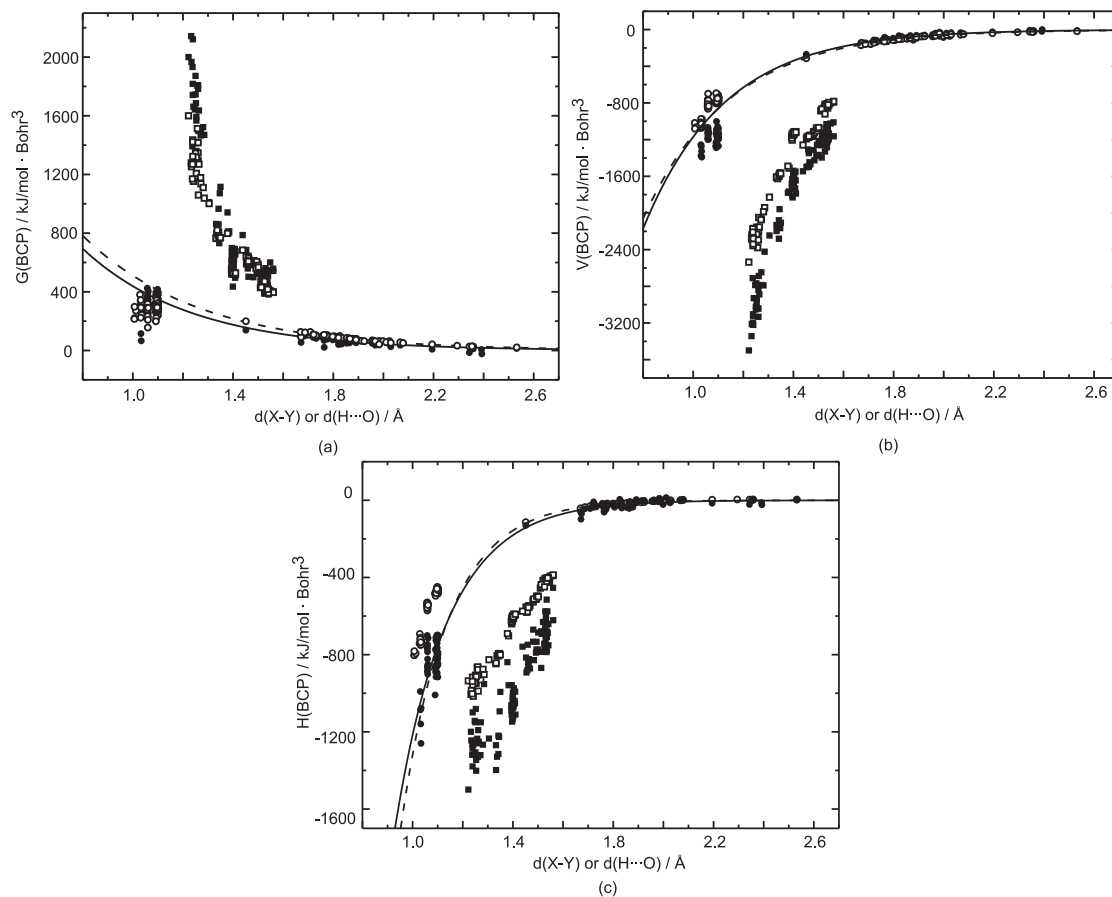 2000
1600
1200
800
400
0
G(BCP) / kJ/mol · Bohr³
1.0 1.4 1.8 2.2 2.6
d(X-Y) or d(H···O) / Å
(a)
0
-800
-1600
-2400
-3200
V(BCP) / kJ/mol · Bohr³
1.0 1.4 1.8 2.2 2.6
d(X-Y) or d(H···O) / Å
(b)
0
-400
-800
-1200
-1600
H(BCP) / kJ/mol · Bohr³
1.0 1.4 1.8 2.2 2.6
d(X-Y) or d(H···O) / Å
(c)